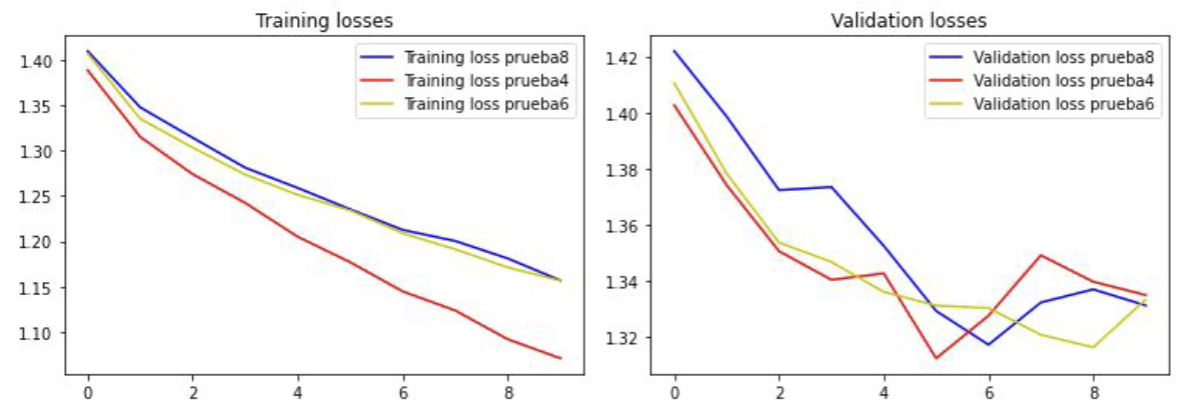 Training losses
Training loss prueba8
Training loss prueba4
Training loss prueba6
1.40
1.35
1.30
1.25
1.20
1.15
1.10
0 2 4 6 8
Validation losses
Validation loss prueba8
Validation loss prueba4
Validation loss prueba6
1.42
1.40
1.38
1.36
1.34
1.32
0 2 4 6 8